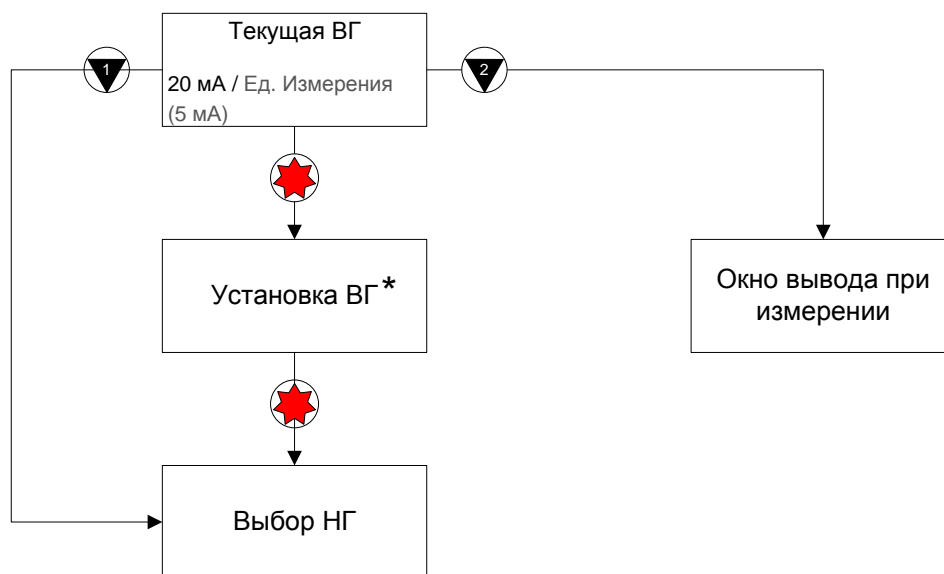 Текущая ВГ
1
2
20 мА / Ед. Измерения
(5 мА)
Установка ВГ*
Окно вывода при
измерении
Выбор НГ